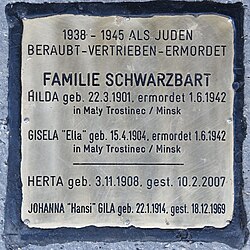 1938 - 1945 ALS JUDEN
BERAUBT-VERTRIEBEN-ERMORDET
FAMILIE SCHWARZBART
HILDA geb. 22.3.1901, ermordet 1.6.1942
in Maly Trostinec / Minsk
GISELA "Ella" geb. 15.4.1904, ermordet 1.6.1942
in Maly Trostinec / Minsk
HERTA geb. 3.11.1908, gest. 10.2.2007
JOHANNA "Hansi" GILA geb. 22.1.1914, gest. 18.12.1969